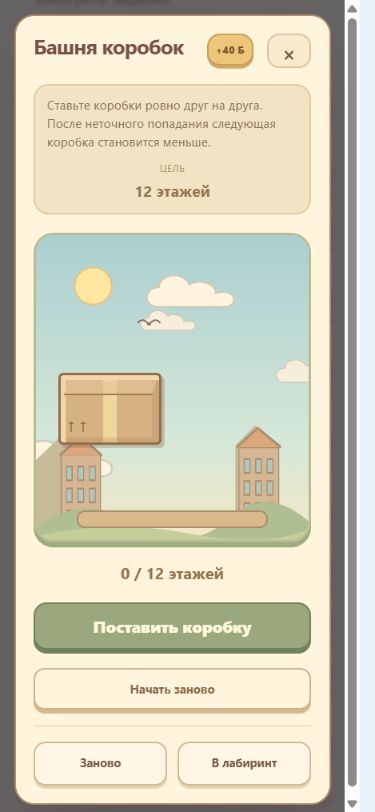 Башня коробок
+40 Б
×
Ставьте коробки ровно друг на друга.
После неточного попадания следующая
коробка становится меньше.
ЦЕЛЬ
12 этажей
↑ ↑
0 / 12 этажей
Поставить коробку
Начать заново
Заново
В лабиринт